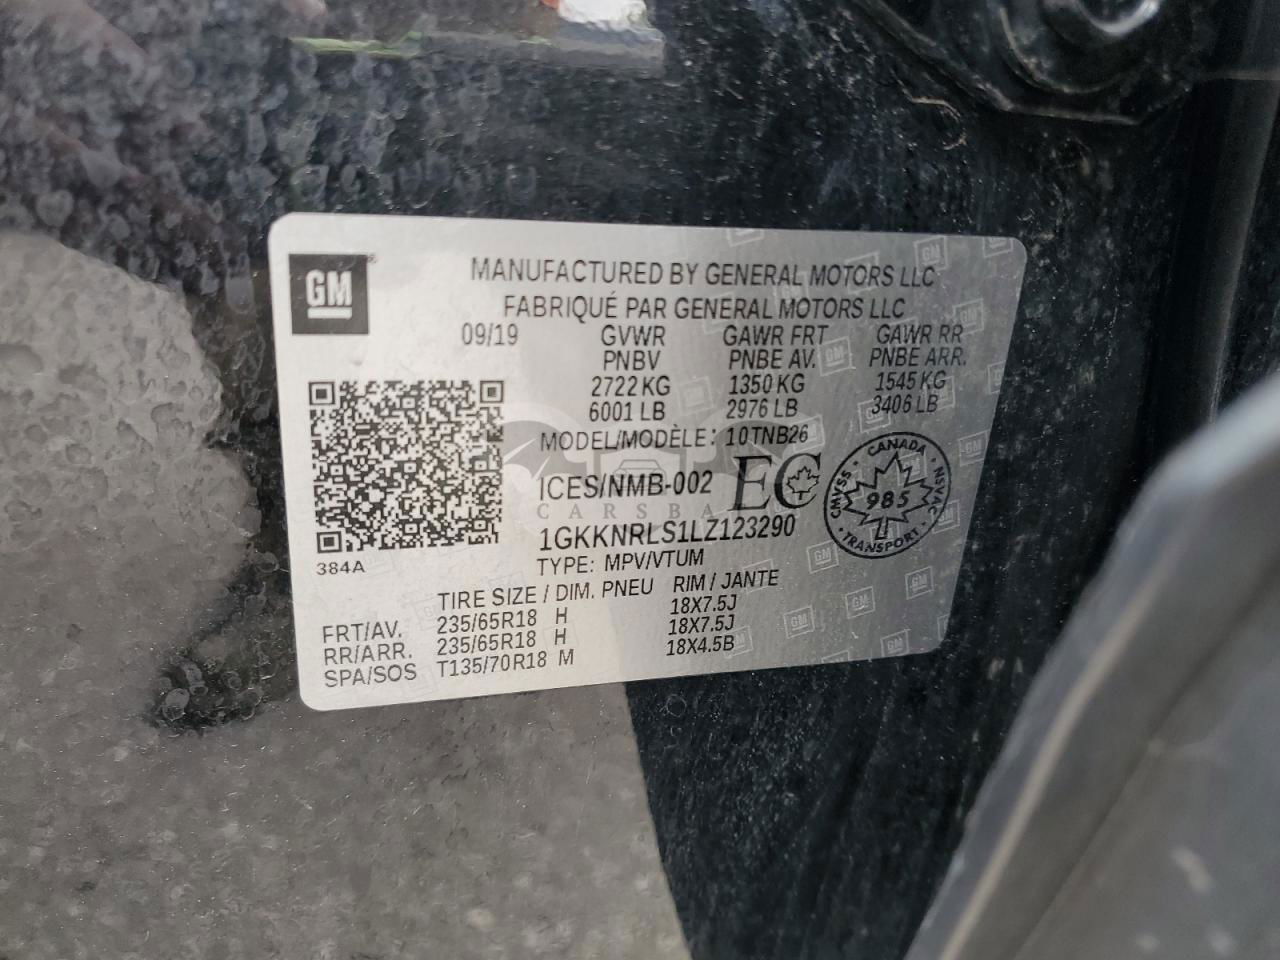 GM
MANUFACTURED BY GENERAL MOTORS LLC
FABRIQUÉ PAR GENERAL MOTORS LLC
09/19 GVWR GAWR FRT GAWR RR
PNBV PNBE AV. PNBE ARR.
2722 KG 1350 KG 1545 KG
6001 LB 2976 LB 3406 LB
MODEL/MODÈLE: 10TNB26
ICES/NMB-002 EC
CANADA
CMVSS 985 NSVAC
TRANSPORT
CARSBA
1GKKNRLS1LZ123290
TYPE: MPV/VTUM
384A
TIRE SIZE / DIM. PNEU RIM / JANTE
FRT/AV. 235/65R18 H 18X7.5J
RR/ARR. 235/65R18 H 18X7.5J
SPA/SOS T135/70R18 M 18X4.5B